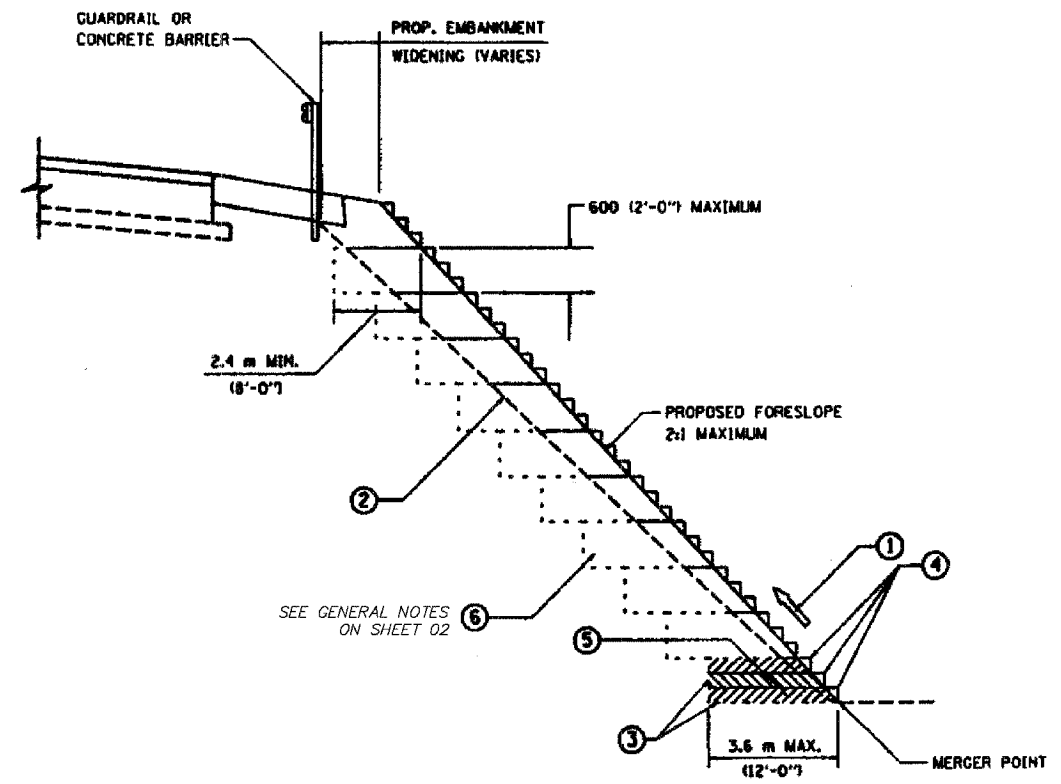 GUARDRAIL OR
CONCRETE BARRIER
PROP. EMBANKMENT
WIDENING (VARIES)
600 (2'-0") MAXIMUM
2.4 m MIN.
(8'-0")
PROPOSED FORESLOPE
2:1 MAXIMUM
2
1
4
SEE GENERAL NOTES
ON SHEET 02
6
5
3
3.6 m MAX.
(12'-0")
MERGER POINT